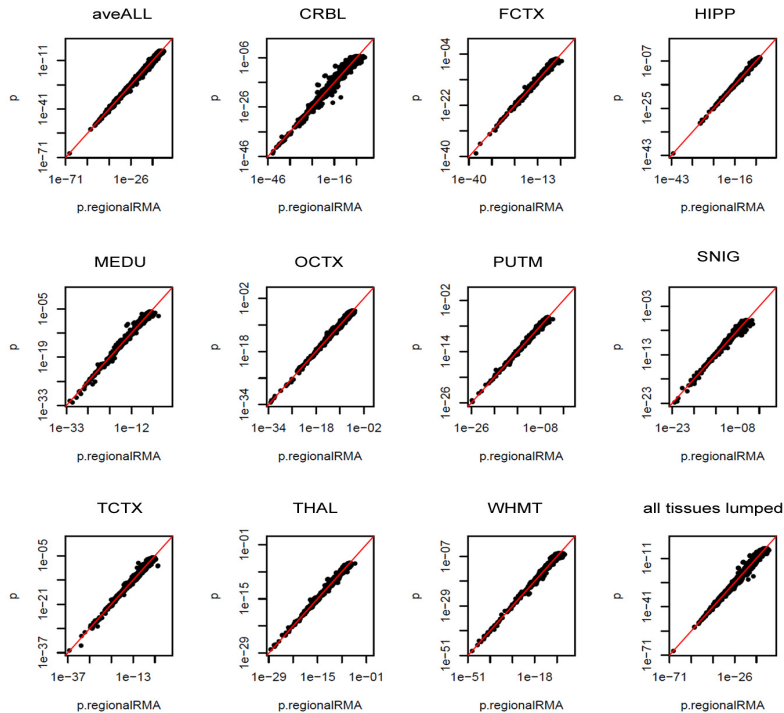 aveALL
CRBL
FCTX
HIPP
p
1e-71 1e-41 1e-11
1e-71 1e-26
p.regionalRMA
p
1e-46 1e-26 1e-06
1e-46 1e-16
p.regionalRMA
p
1e-40 1e-22 1e-04
1e-40 1e-13
p.regionalRMA
p
1e-43 1e-25 1e-07
1e-43 1e-16
p.regionalRMA
MEDU
OCTX
PUTM
SNIG
p
1e-33 1e-19 1e-05
1e-33 1e-12
p.regionalRMA
p
1e-34 1e-18 1e-02
1e-34 1e-18 1e-02
p.regionalRMA
p
1e-26 1e-14 1e-02
1e-26 1e-08
p.regionalRMA
p
1e-23 1e-13 1e-03
1e-23 1e-08
p.regionalRMA
TCTX
THAL
WHMT
all tissues lumped
p
1e-37 1e-21 1e-05
1e-37 1e-13
p.regionalRMA
p
1e-29 1e-15 1e-01
1e-29 1e-15 1e-01
p.regionalRMA
p
1e-51 1e-29 1e-07
1e-51 1e-18
p.regionalRMA
p
1e-71 1e-41 1e-11
1e-71 1e-26
p.regionalRMA